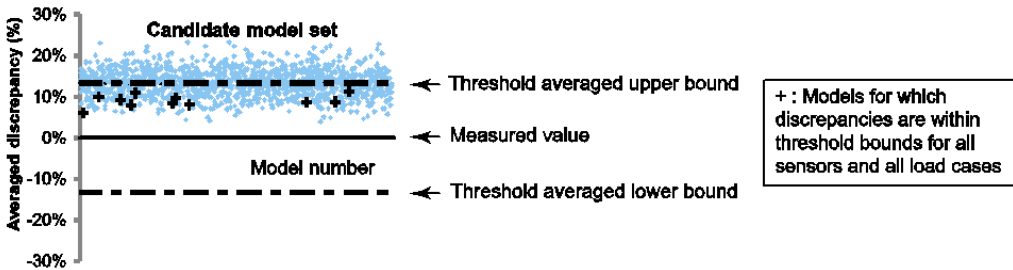 Averaged discrepancy (%)
30%
20%
10%
0%
-10%
-20%
-30%
Candidate model set
Model number
Threshold averaged upper bound
Measured value
Threshold averaged lower bound
+ : Models for which
discrepancies are within
threshold bounds for all
sensors and all load cases